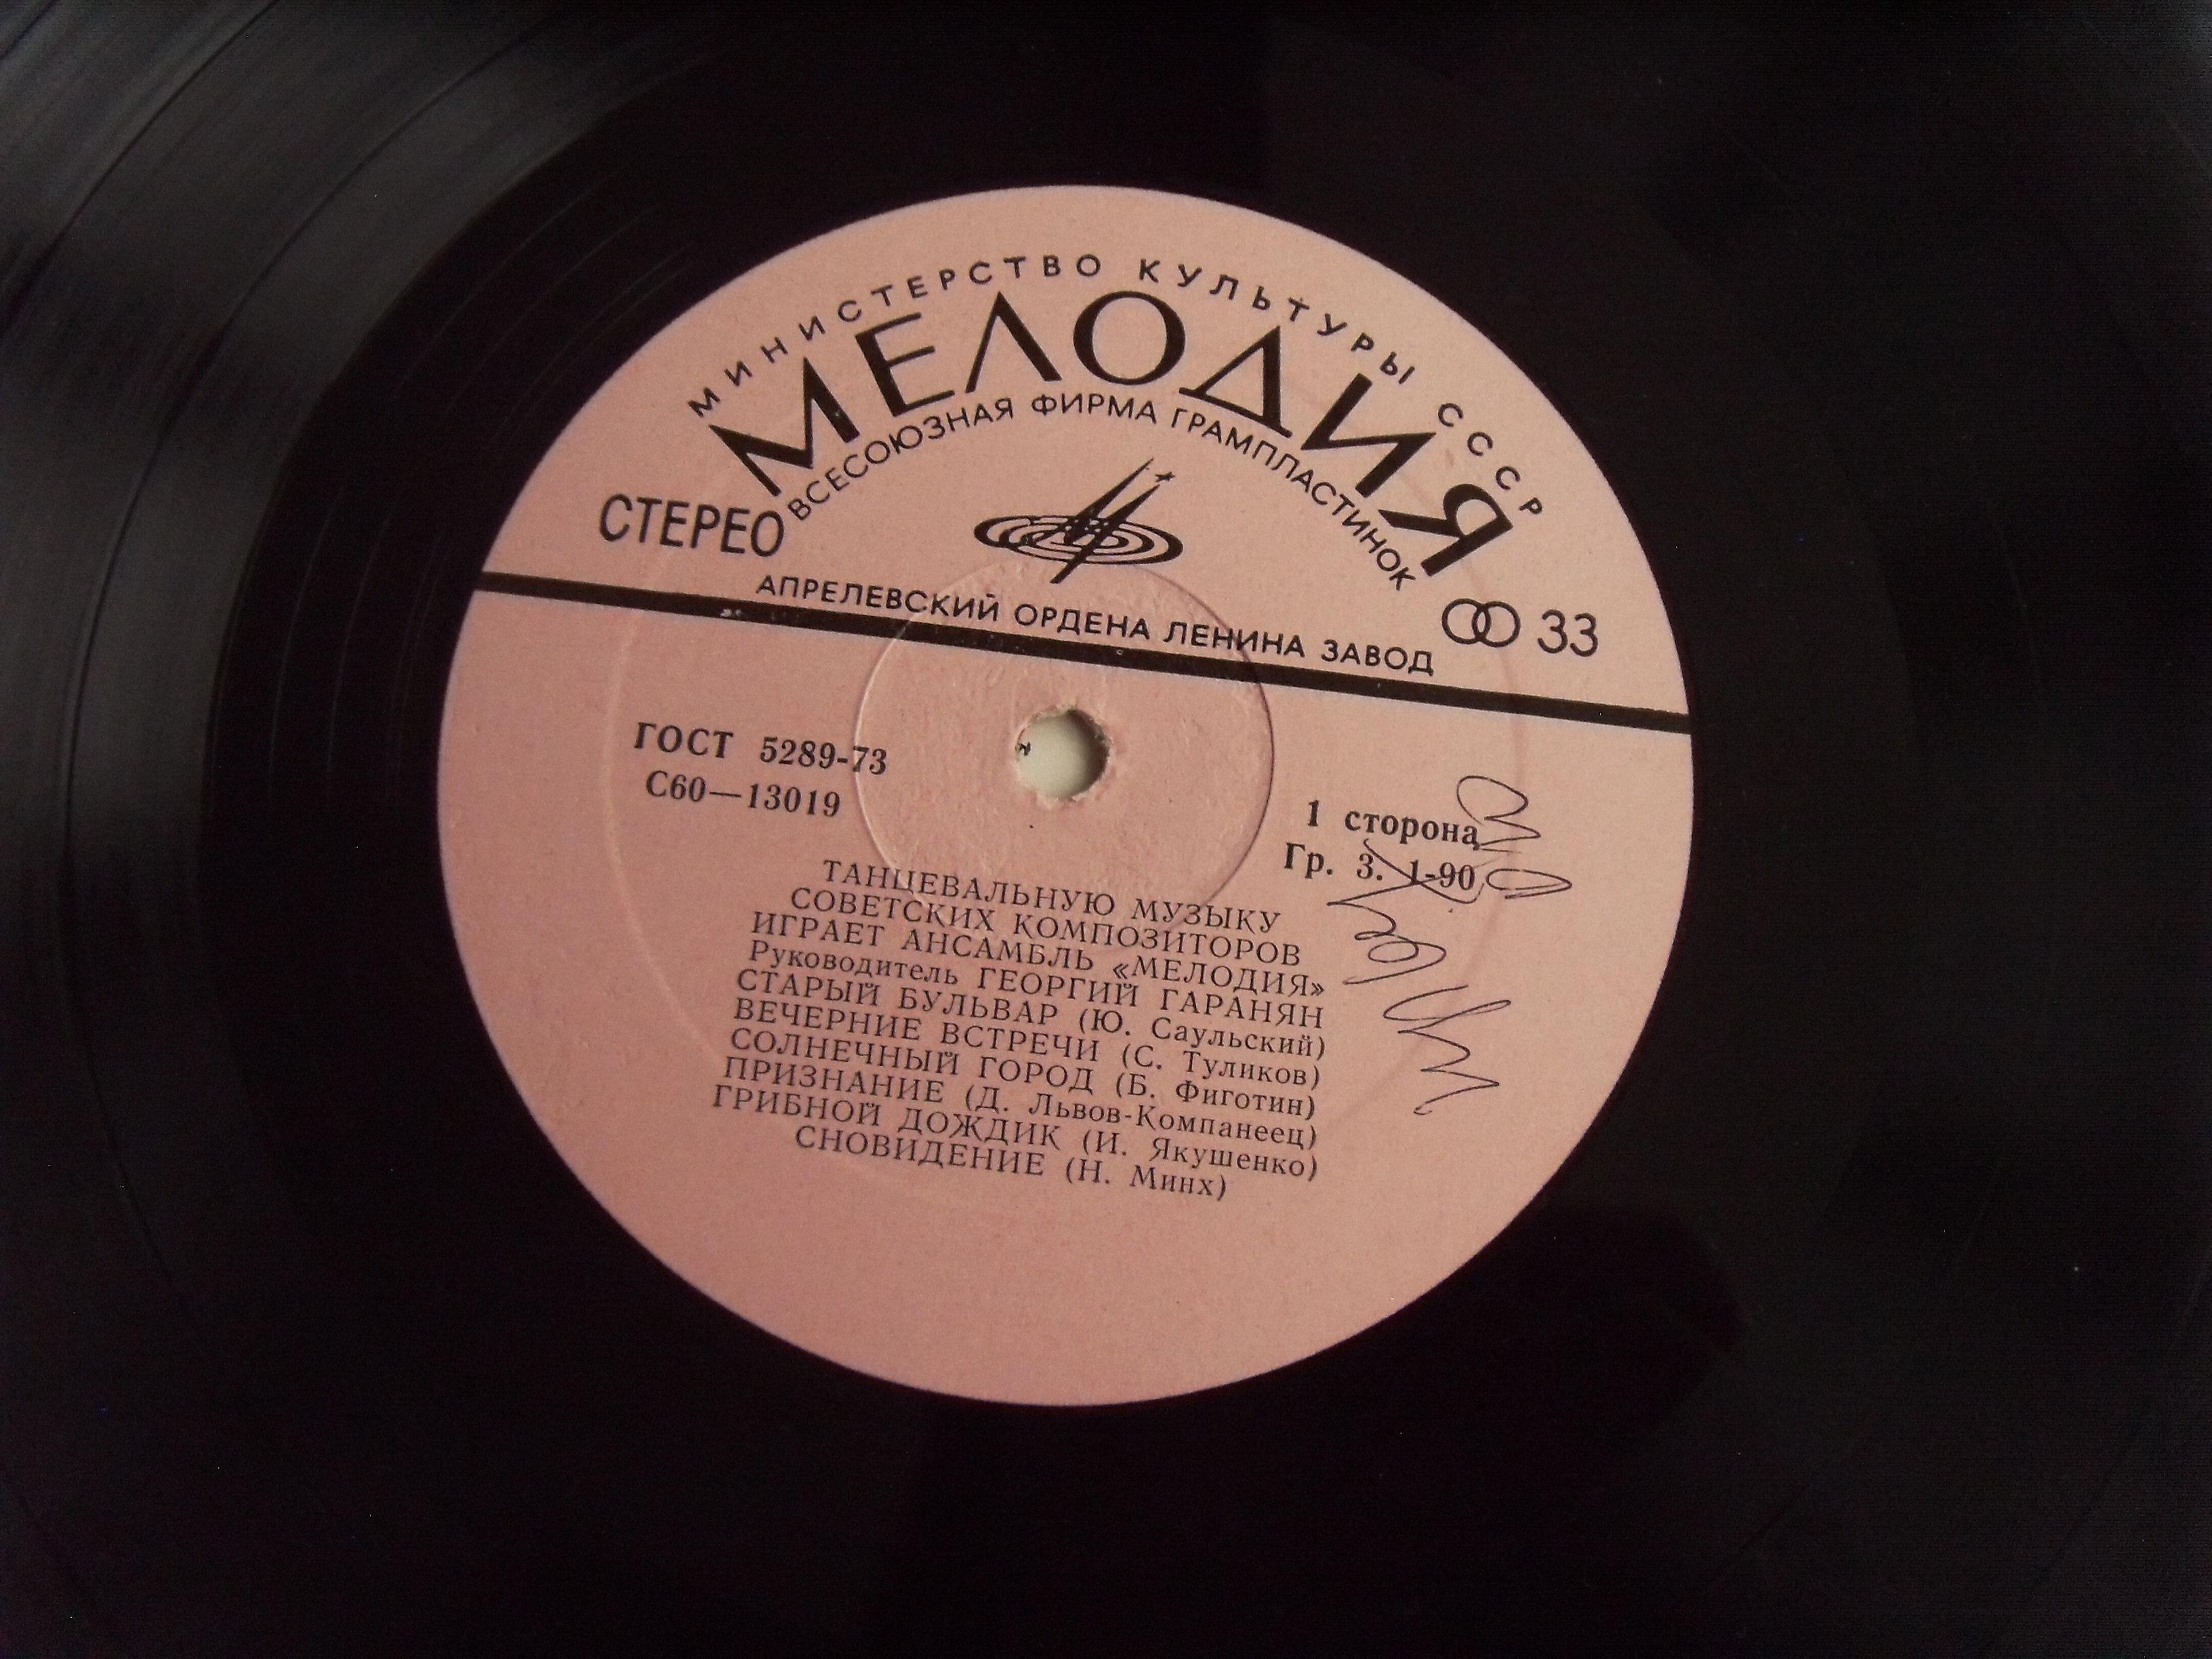 МИНИСТЕРСТВО КУЛЬТУРЫ СССР
МЕЛОДИЯ
ВСЕСОЮЗНАЯ ФИРМА ГРАМПЛАСТИНОК
СТЕРЕО
33
АПРЕЛЕВСКИЙ ОРДЕНА ЛЕНИНА ЗАВОД
ГОСТ 5289-73
С60—13019
1 сторона
Гр. 3. 1-90
ТАНЦЕВАЛЬНУЮ МУЗЫКУ
СОВЕТСКИХ КОМПОЗИТОРОВ
ИГРАЕТ АНСАМБЛЬ «МЕЛОДИЯ»
Руководитель ГЕОРГИЙ ГАРАНЯН
СТАРЫЙ БУЛЬВАР (Ю. Саульский)
ВЕЧЕРНИЕ ВСТРЕЧИ (С. Туликов)
СОЛНЕЧНЫЙ ГОРОД (Б. Фиготин)
ПРИЗНАНИЕ (Д. Львов-Компанеец)
ГРИБНОЙ ДОЖДИК (И. Якушенко)
СНОВИДЕНИЕ (Н. Минх)